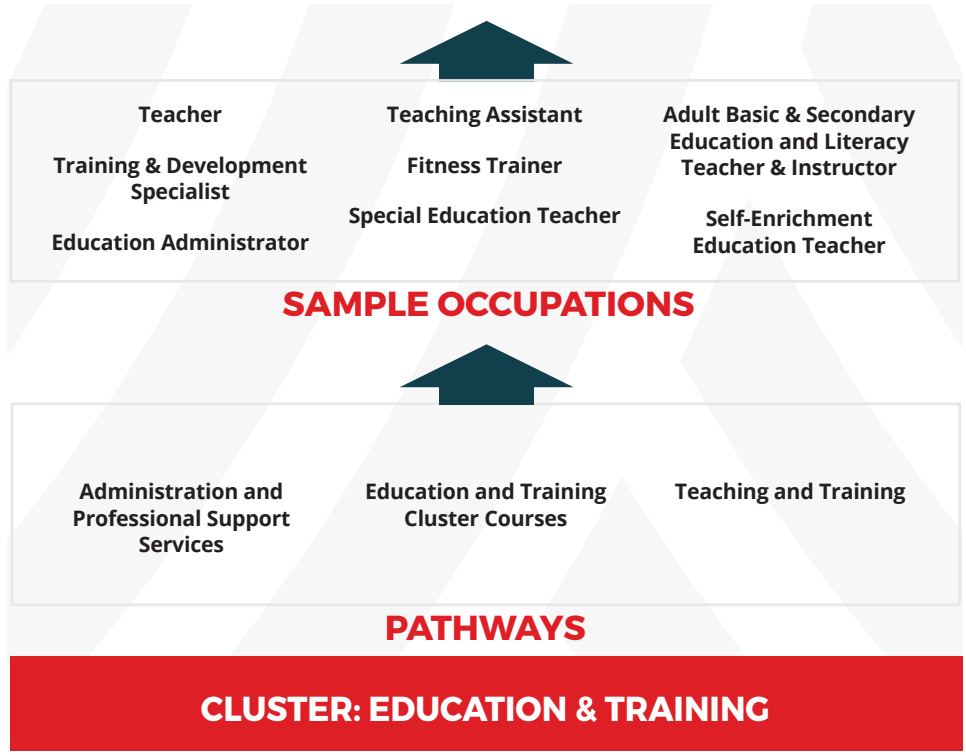 Teacher
Training & Development
Specialist
Education Administrator
Teaching Assistant
Fitness Trainer
Special Education Teacher
Adult Basic & Secondary
Education and Literacy
Teacher & Instructor
Self-Enrichment
Education Teacher
SAMPLE OCCUPATIONS
Administration and
Professional Support
Services
Education and Training
Cluster Courses
Teaching and Training
PATHWAYS
CLUSTER: EDUCATION & TRAINING